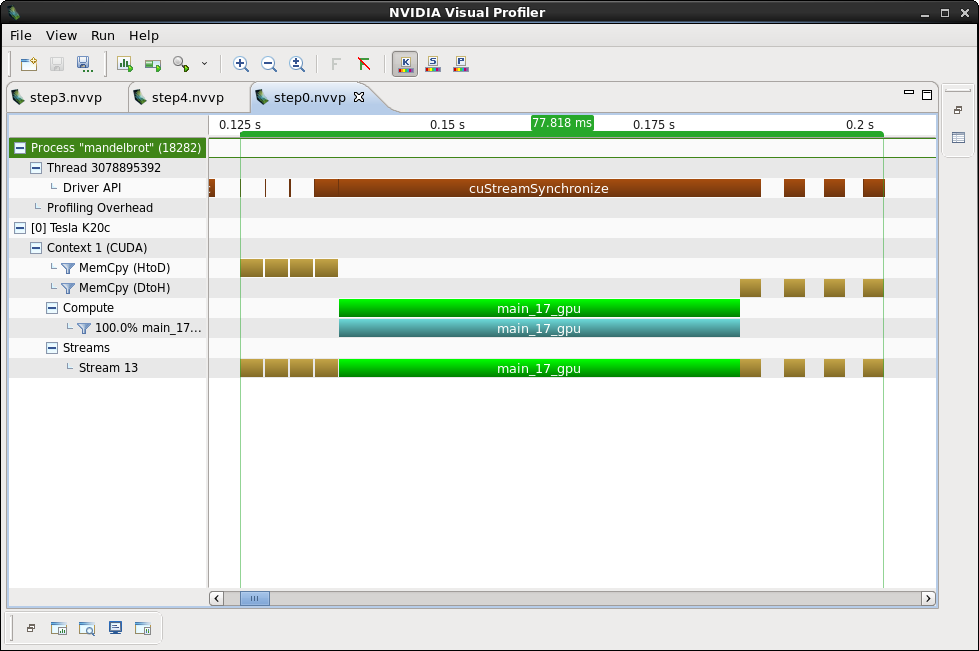 NVIDIA Visual Profiler
File View Run Help
step3.nvvp step4.nvvp step0.nvvp
0.125 s 0.15 s 77.818 ms 0.175 s 0.2 s
Process "mandelbrot" (18282)
Thread 3078895392
Driver API cuStreamSynchronize
Profiling Overhead
[0] Tesla K20c
Context 1 (CUDA)
MemCpy (HtoD)
MemCpy (DtoH)
Compute main_17_gpu
100.0% main_17... main_17_gpu
Streams
Stream 13 main_17_gpu